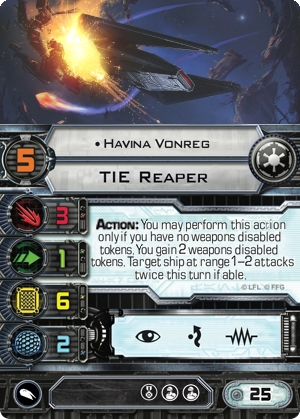 • Havina Vonreg
5
TIE Reaper
3
1
6
2
Action: You may perform this action
only if you have no weapons disabled
tokens. You gain 2 weapons disabled
tokens. Target ship at range 1-2 attacks
twice this turn if able.
© LFL © FFG
25